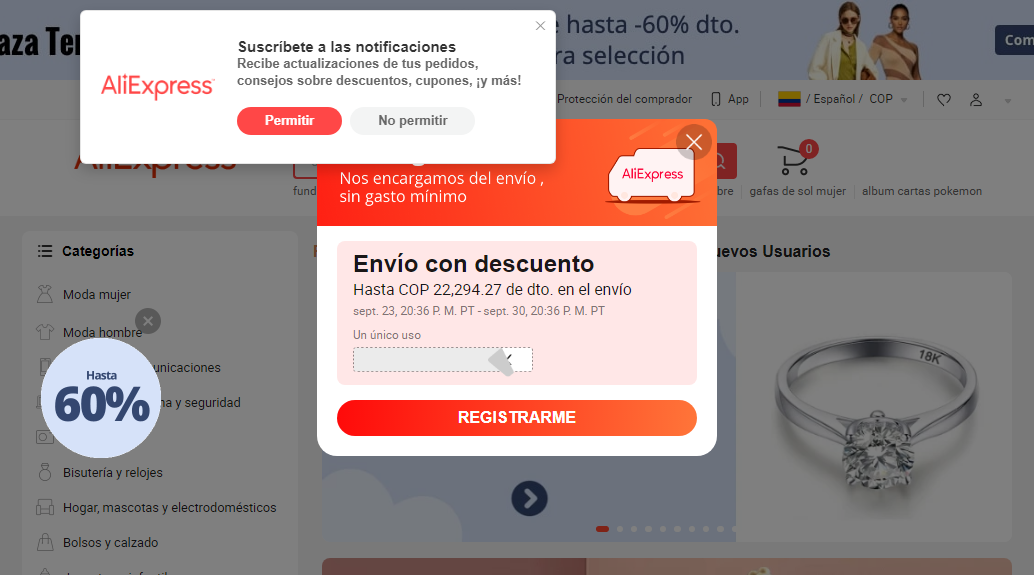 e hasta -60% dto.
ra selección
Com
Suscríbete a las notificaciones
Recibe actualizaciones de tus pedidos,
consejos sobre descuentos, cupones, ¡y más!
AliExpress
Permitir
No permitir
Protección del comprador
App
/ Español / COP
0
Nos encargamos del envío ,
sin gasto mínimo
AliExpress
fund
bre
gafas de sol mujer
album cartas pokemon
Categorías
Moda mujer
Moda hombre
unicaciones
na y seguridad
Bisutería y relojes
Hogar, mascotas y electrodomésticos
Bolsos y calzado
Hasta
60%
Envío con descuento
Hasta COP 22,294.27 de dto. en el envío
sept. 23, 20:36 P. M. PT - sept. 30, 20:36 P. M. PT
Un único uso
REGISTRARME
uevos Usuarios
18K